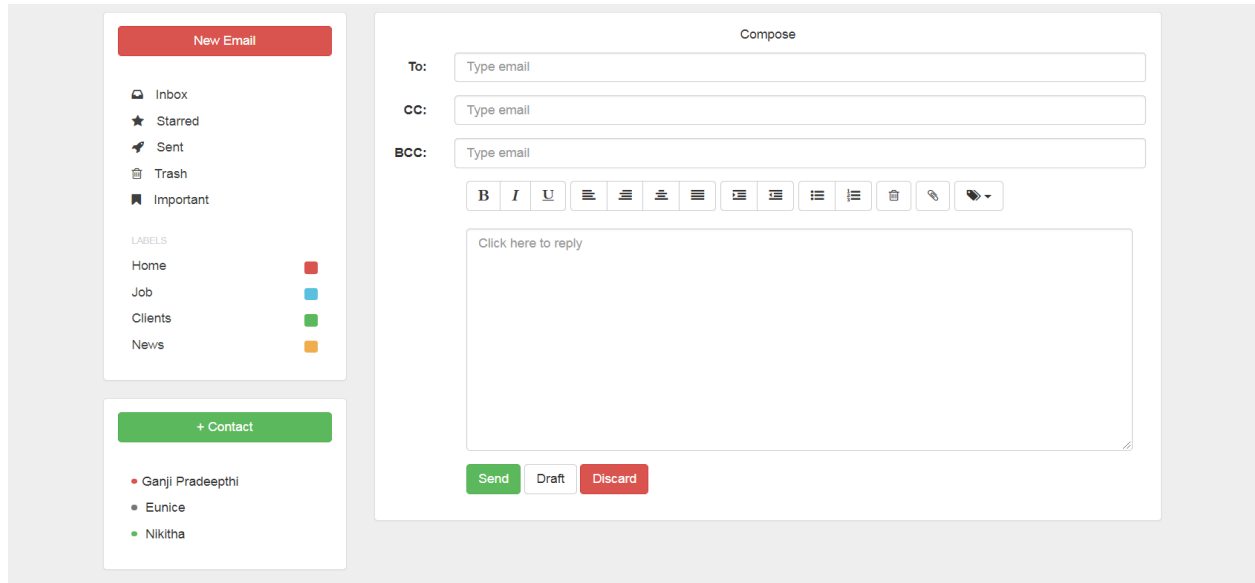 New Email
Inbox
Starred
Sent
Trash
Important
LABELS
Home
Job
Clients
News
+ Contact
Ganji Pradeepthi
Eunice
Nikitha
Compose
To: Type email
CC: Type email
BCC: Type email
B I U
Click here to reply
Send Draft Discard